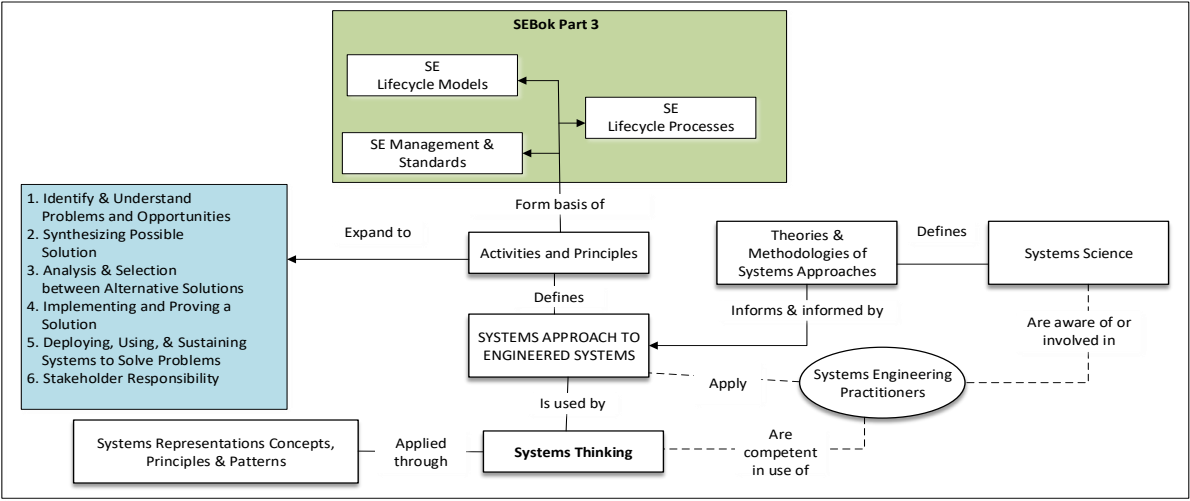 SEBok Part 3
SE
Lifecycle Models
SE
Lifecycle Processes
SE Management &
Standards
Form basis of
1. Identify & Understand
Problems and Opportunities
2. Synthesizing Possible
Solution
3. Analysis & Selection
between Alternative Solutions
4. Implementing and Proving a
Solution
5. Deploying, Using, & Sustaining
Systems to Solve Problems
6. Stakeholder Responsibility
Expand to
Activities and Principles
Theories &
Methodologies of
Systems Approaches
Defines
Systems Science
Defines
Informs & informed by
Are aware of or
involved in
SYSTEMS APPROACH TO
ENGINEERED SYSTEMS
Apply
Systems Engineering
Practitioners
Is used by
Systems Representations Concepts,
Principles & Patterns
Applied
through
Systems Thinking
Are
competent
in use of